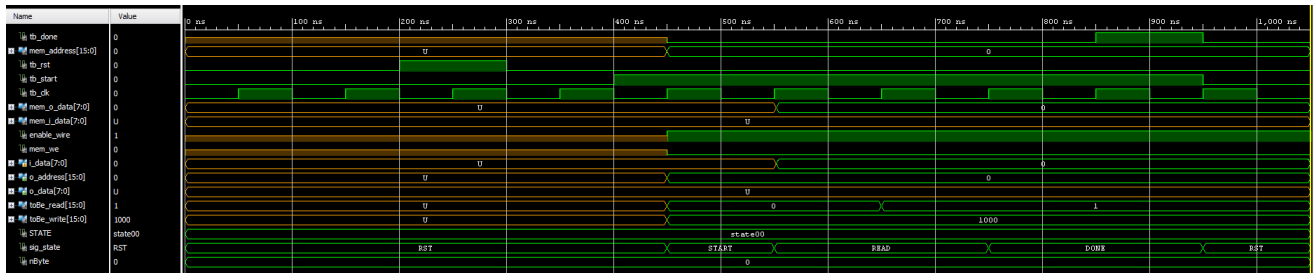 Name Value 0 ns 100 ns 200 ns 300 ns 400 ns 500 ns 600 ns 700 ns 800 ns 900 ns 1,000 ns
tb_done 0
mem_address[15:0] 0 U 0
tb_rst 0
tb_start 0
tb_clk 0
mem_o_data[7:0] 0 U 0
mem_i_data[7:0] U U
enable_wire 1
mem_we 0
i_data[7:0] 0 U 0
o_address[15:0] 0 U 0
o_data[7:0] U U
toBe_read[15:0] 1 U 0 1
toBe_write[15:0] 1000 U 1000
STATE state00 state00
sig_state RST RST START READ DONE RST
nByte 0 0